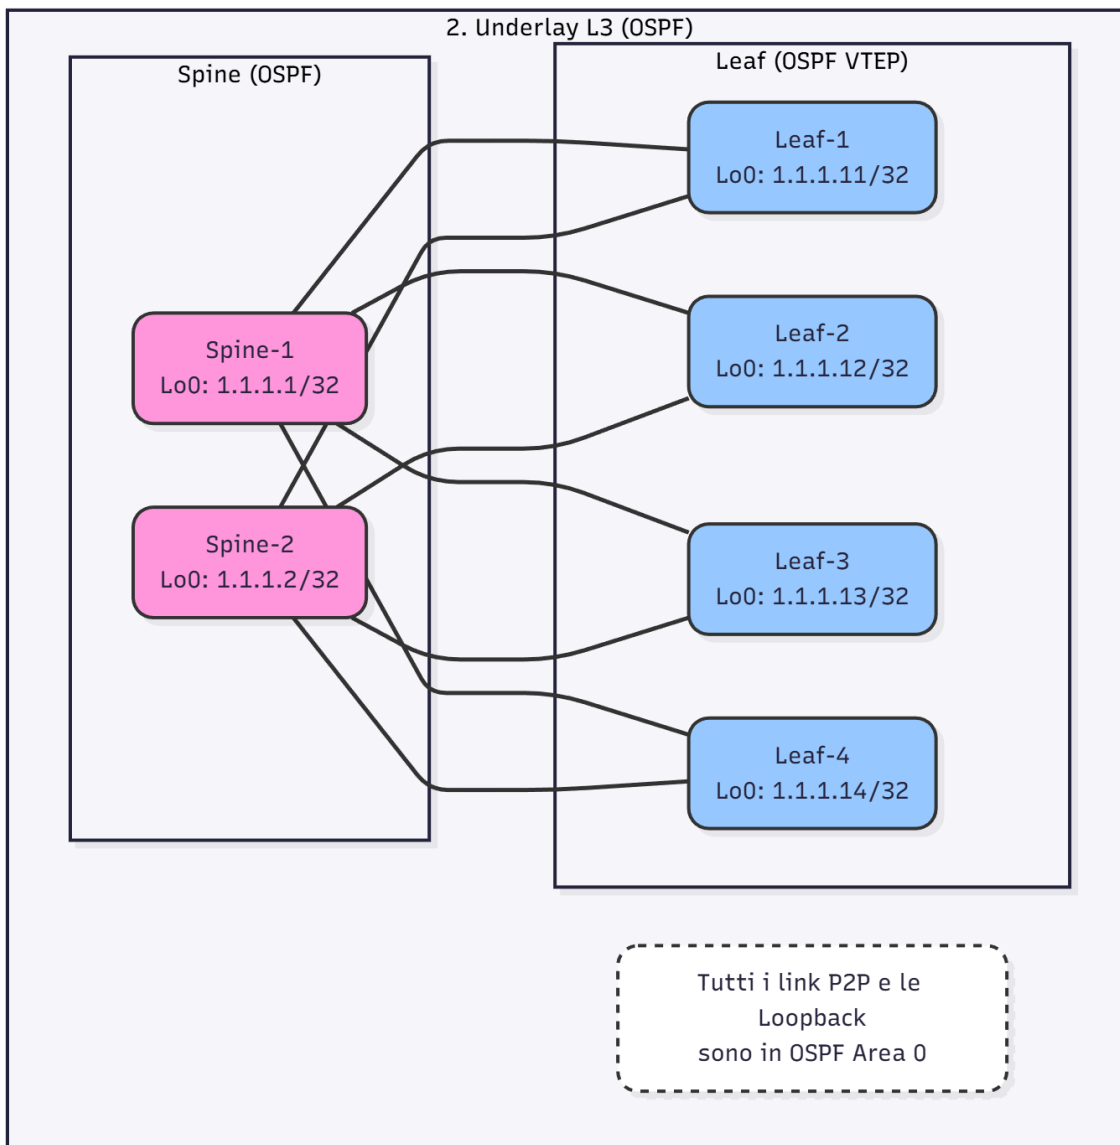 2. Underlay L3 (OSPF)
Spine (OSPF)
Leaf (OSPF VTEP)
Leaf-1
Lo0: 1.1.1.11/32
Leaf-2
Lo0: 1.1.1.12/32
Spine-1
Lo0: 1.1.1.1/32
Spine-2
Lo0: 1.1.1.2/32
Leaf-3
Lo0: 1.1.1.13/32
Leaf-4
Lo0: 1.1.1.14/32
Tutti i link P2P e le
Loopback
sono in OSPF Area 0